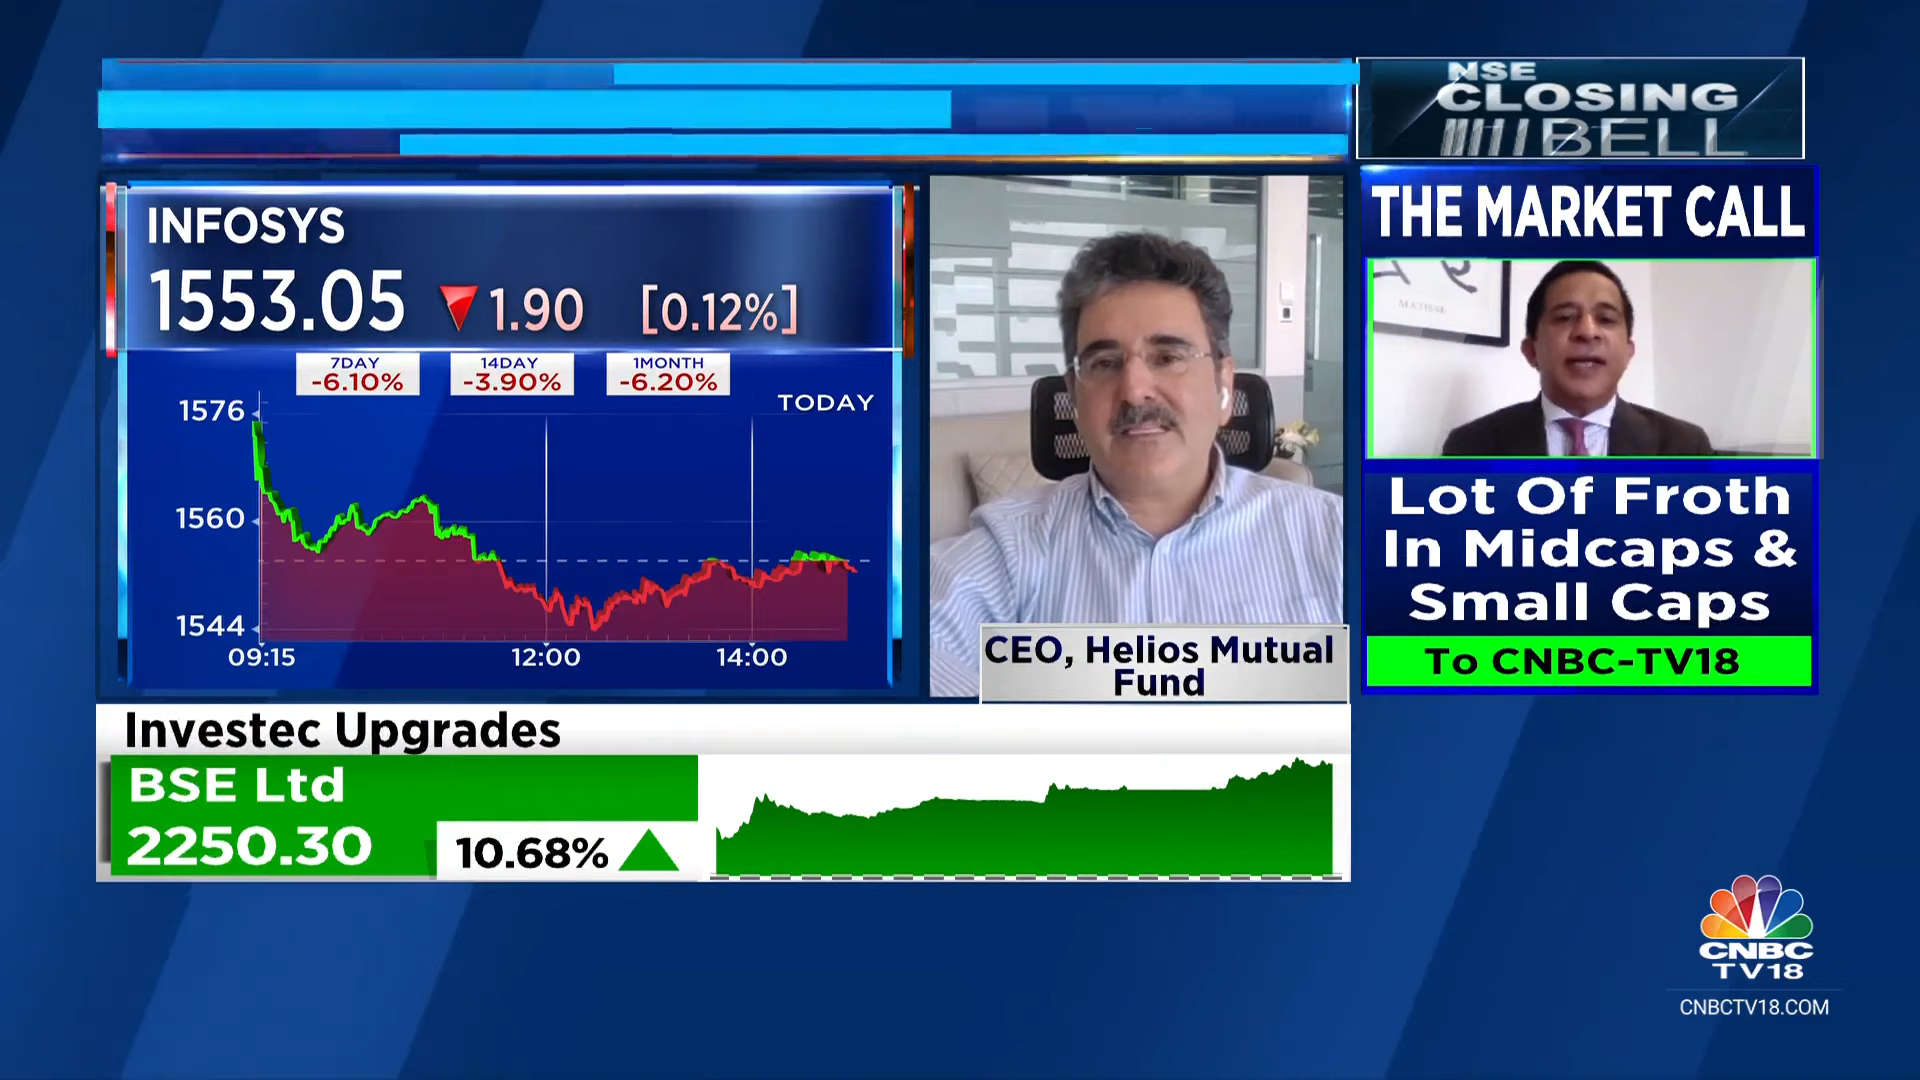 NSE
CLOSING
BELL
INFOSYS
1553.05 ▼ 1.90 [0.12%]
7DAY
-6.10%
14DAY
-3.90%
1MONTH
-6.20%
TODAY
1576
1560
1544
09:15 12:00 14:00
CEO, Helios Mutual
Fund
THE MARKET CALL
MATISSE
Lot Of Froth
In Midcaps &
Small Caps
To CNBC-TV18
Investec Upgrades
BSE Ltd
2250.30
10.68%
CNBC
TV18
CNBCTV18.COM